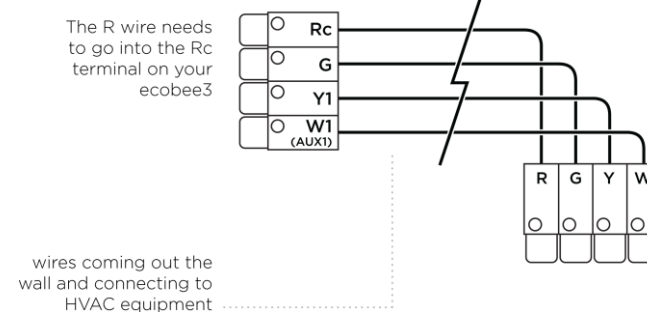 The R wire needs
to go into the Rc
terminal on your
ecobee3
Rc
G
Y1
W1
(AUX1)
R G Y W
wires coming out the
wall and connecting to
HVAC equipment